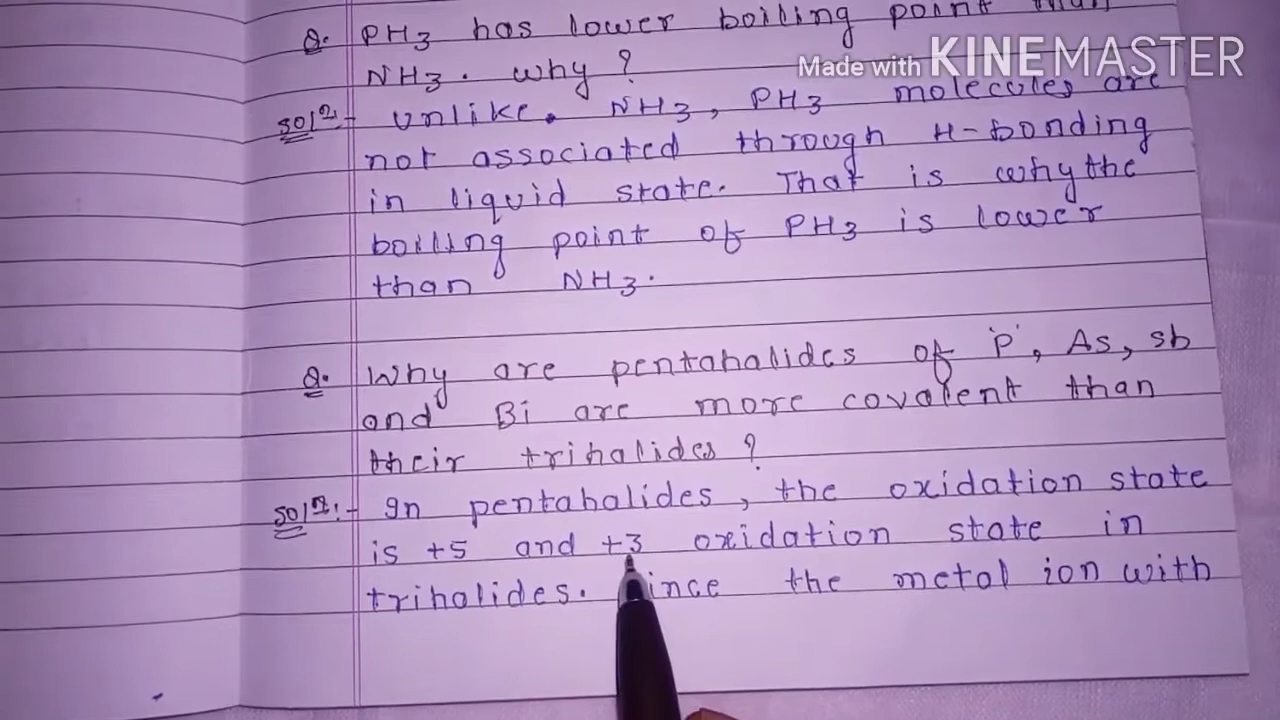 Q. PH3 has lower boiling point than
NH3. Why?
Made with KINEMASTER
Solⁿ:- Unlike. NH3, PH3 molecules are
not associated through H-bonding
in liquid state. That is why the
boiling point of PH3 is lower
than NH3.
Q. Why are pentahalides of 'P', As, sb
and Bi are more covalent than
their trihalides?
Solⁿ:- In pentahalides, the oxidation state
is +5 and +3 oxidation state in
trihalides. ince the metal ion with